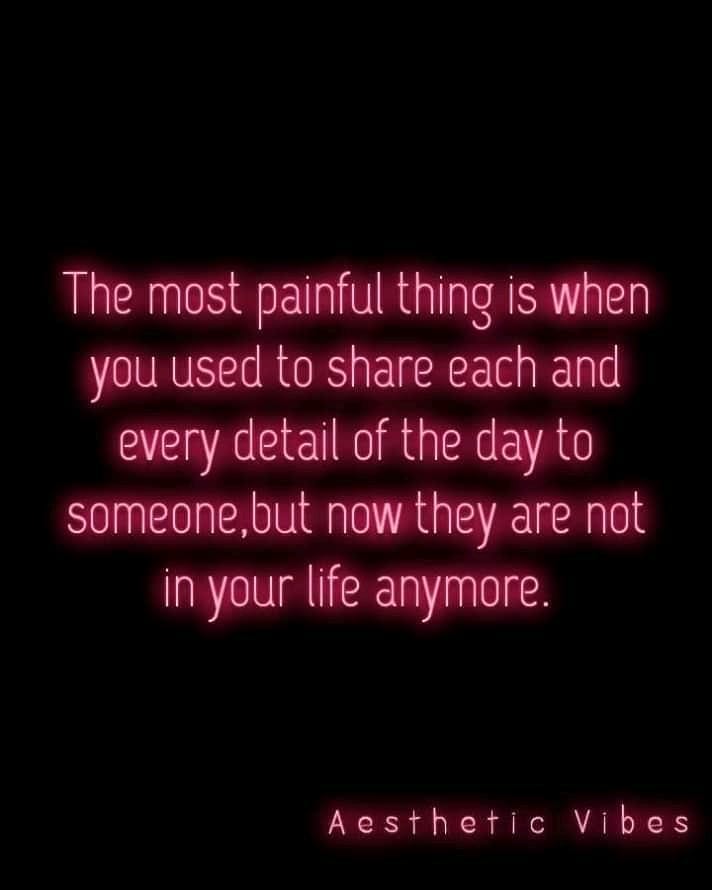 The most painful thing is when
you used to share each and
every detail of the day to
someone,but now they are not
in your life anymore.
Aesthetic Vibes